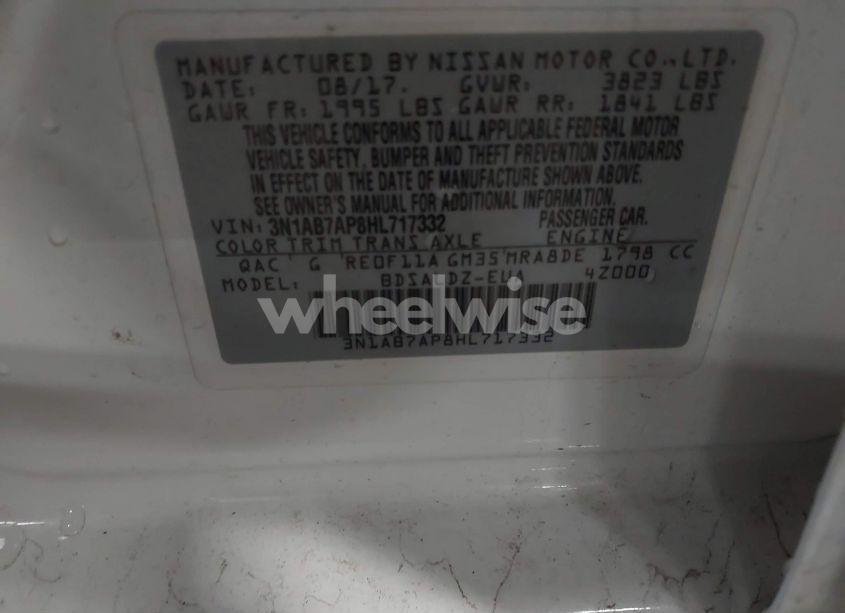 MANUFACTURED BY NISSAN MOTOR CO., LTD.
DATE: 08/17. GVWR: 3823 LBS
GAWR FR: 1995 LBS GAWR RR: 1841 LBS
THIS VEHICLE CONFORMS TO ALL APPLICABLE FEDERAL MOTOR
VEHICLE SAFETY, BUMPER AND THEFT PREVENTION STANDARDS
IN EFFECT ON THE DATE OF MANUFACTURE SHOWN ABOVE.
SEE OWNER'S MANUAL FOR ADDITIONAL INFORMATION.
VIN: 3N1AB7AP8HL717332 PASSENGER CAR.
COLOR TRIM TRANS AXLE ENGINE
QAC G RE0F11A GM35 MRA8DE 1798 CC
MODEL: 4Z000
wheelwise
3N1AB7AP8HL717332